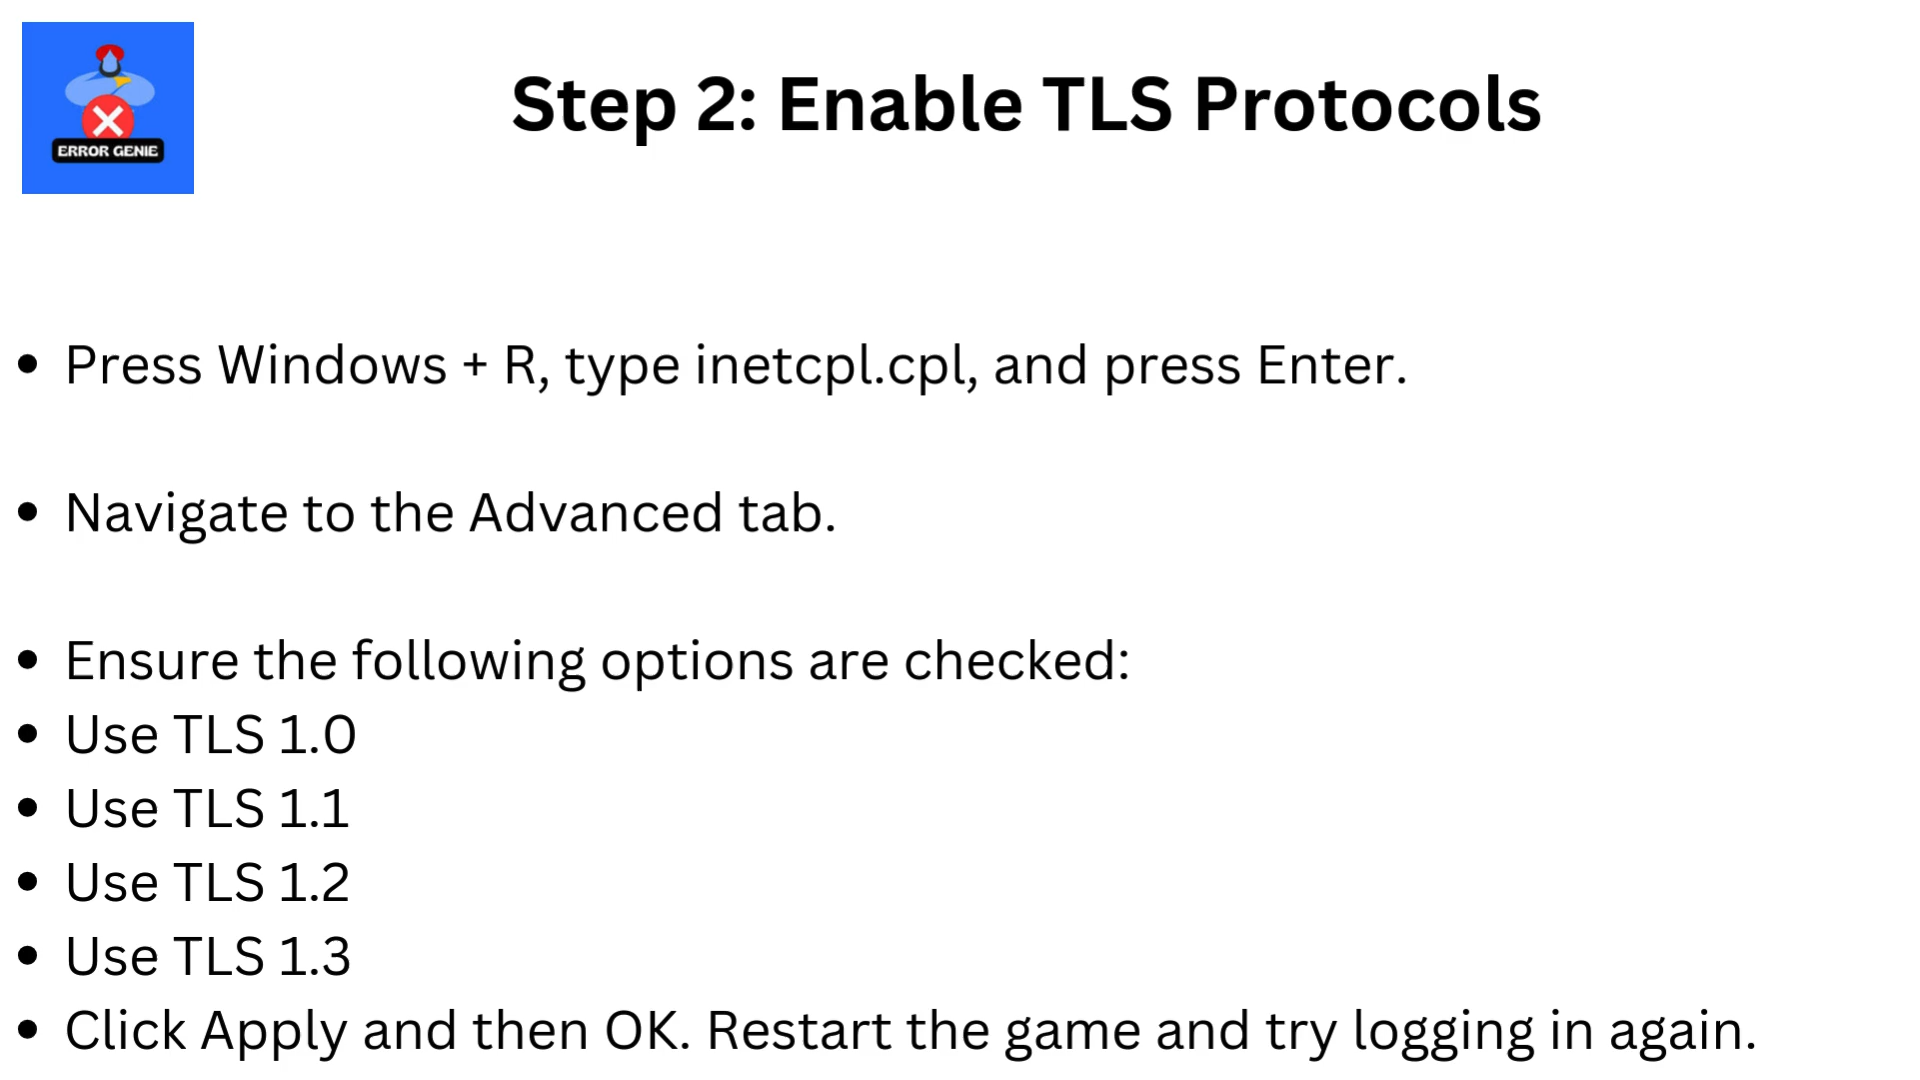 ERROR GENIE
Step 2: Enable TLS Protocols
• Press Windows + R, type inetcpl.cpl, and press Enter.
• Navigate to the Advanced tab.
• Ensure the following options are checked:
• Use TLS 1.0
• Use TLS 1.1
• Use TLS 1.2
• Use TLS 1.3
• Click Apply and then OK. Restart the game and try logging in again.